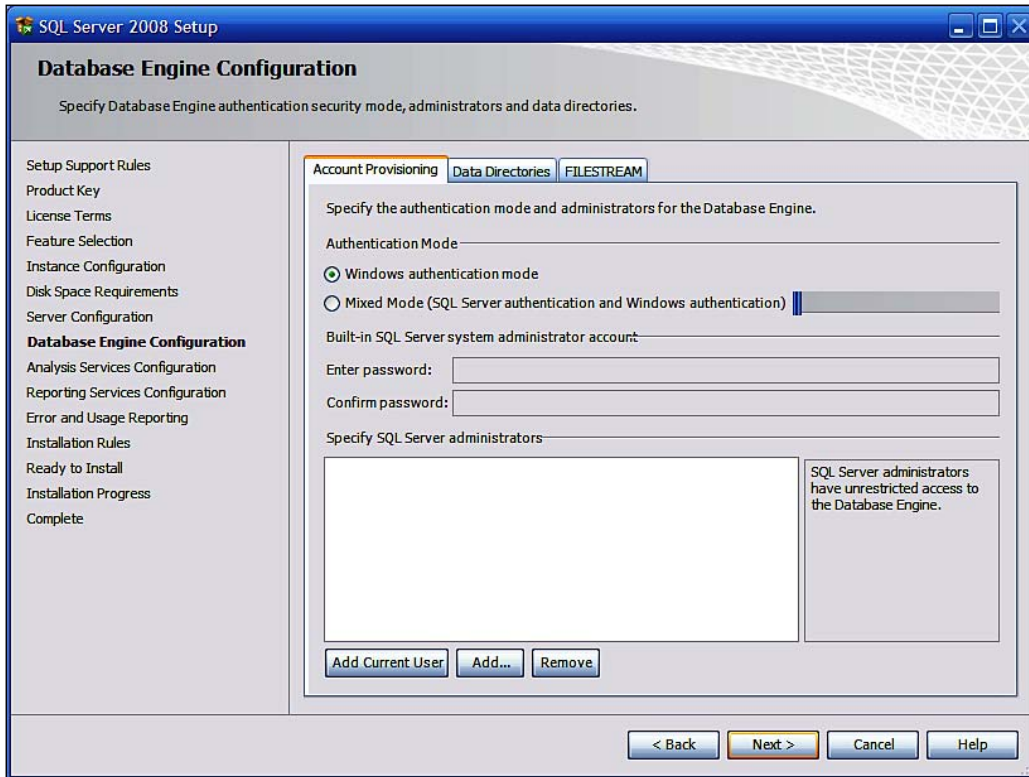 SQL Server 2008 Setup
Database Engine Configuration
Specify Database Engine authentication security mode, administrators and data directories.
Setup Support Rules
Product Key
License Terms
Feature Selection
Instance Configuration
Disk Space Requirements
Server Configuration
Database Engine Configuration
Analysis Services Configuration
Reporting Services Configuration
Error and Usage Reporting
Installation Rules
Ready to Install
Installation Progress
Complete
Account Provisioning Data Directories FILESTREAM
Specify the authentication mode and administrators for the Database Engine.
Authentication Mode
Windows authentication mode
Mixed Mode (SQL Server authentication and Windows authentication)
Built-in SQL Server system administrator account
Enter password:
Confirm password:
Specify SQL Server administrators
SQL Server administrators
have unrestricted access to
the Database Engine.
Add Current User Add... Remove
< Back Next > Cancel Help